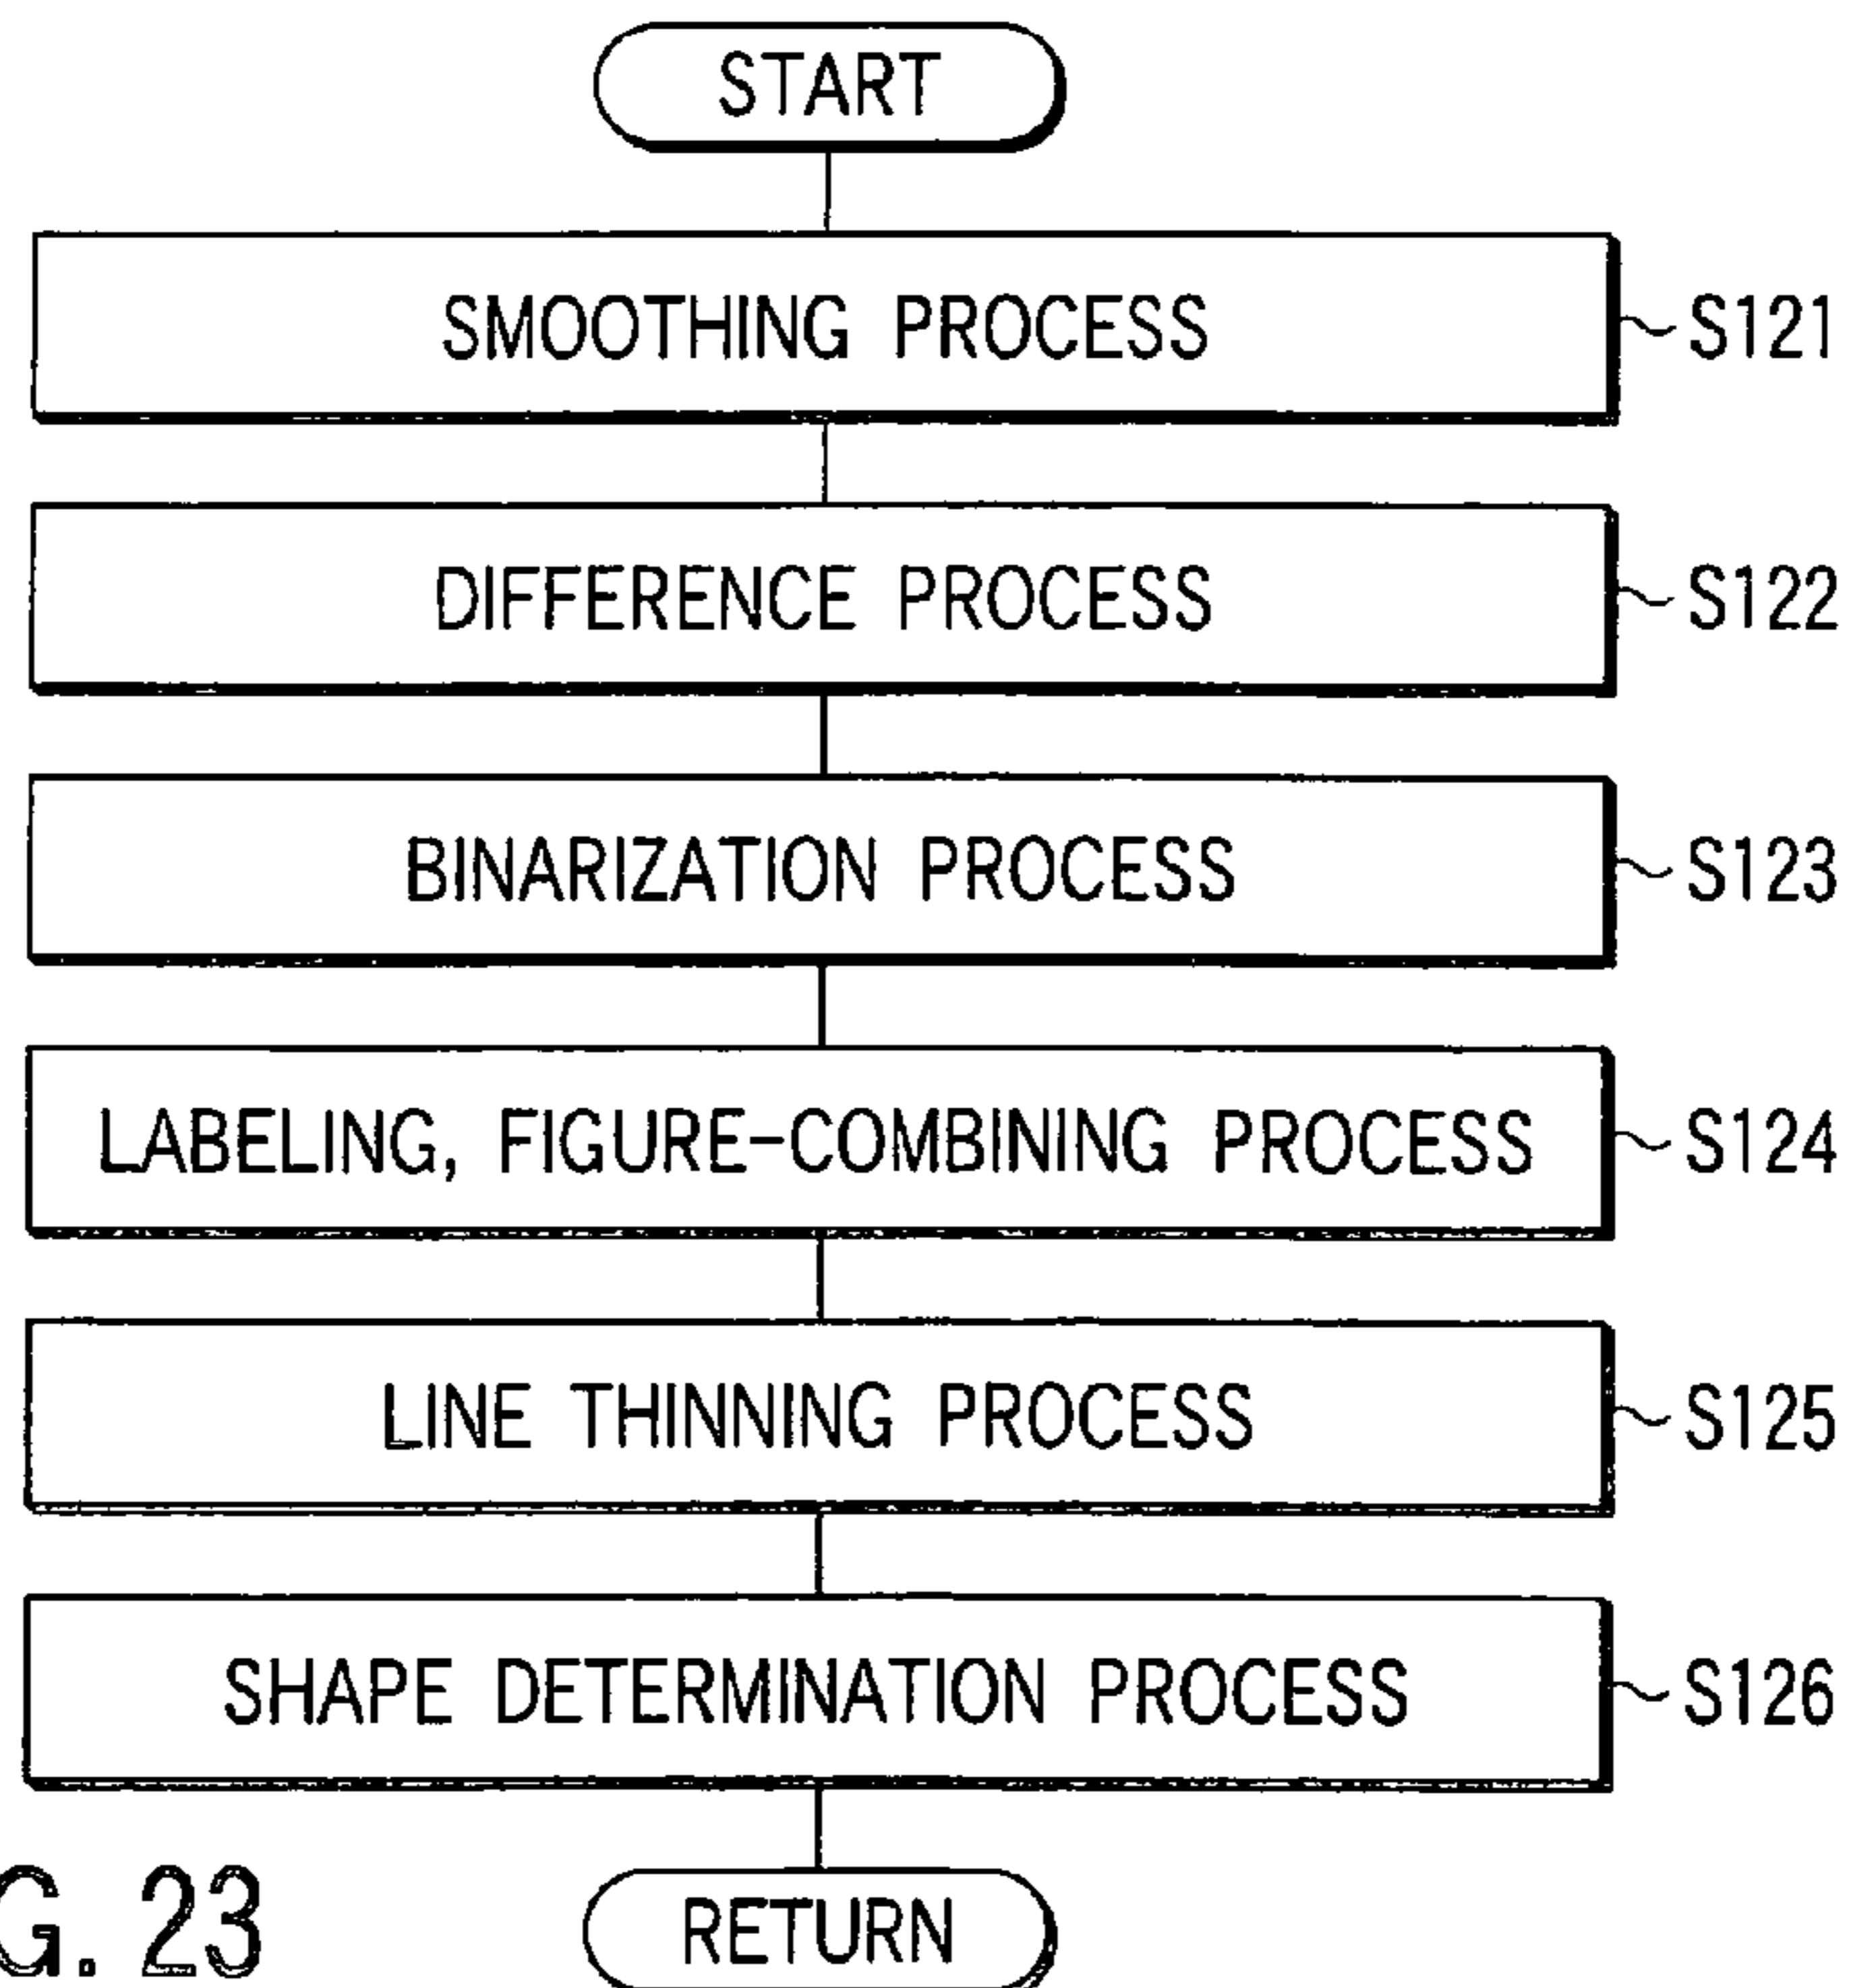 START
SMOOTHING PROCESS
S121
DIFFERENCE PROCESS
S122
BINARIZATION PROCESS
S123
LABELING, FIGURE-COMBINING PROCESS
S124
LINE THINNING PROCESS
S125
SHAPE DETERMINATION PROCESS
S126
RETURN
G. 23